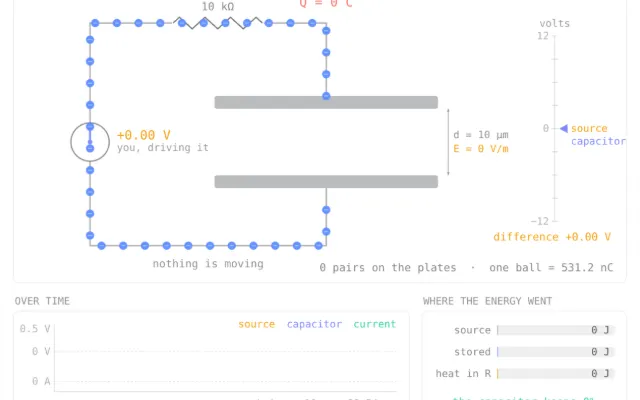 Q = 0 C
10 kΩ
volts
12
+0.00 V
you, driving it
d = 10 μm
E = 0 V/m
0
source
capacitor
−12
difference +0.00 V
nothing is moving
0 pairs on the plates · one ball = 531.2 nC
OVER TIME
WHERE THE ENERGY WENT
source capacitor current
0.5 V
0 V
0 A
source 0 J
stored 0 J
heat in R 0 J